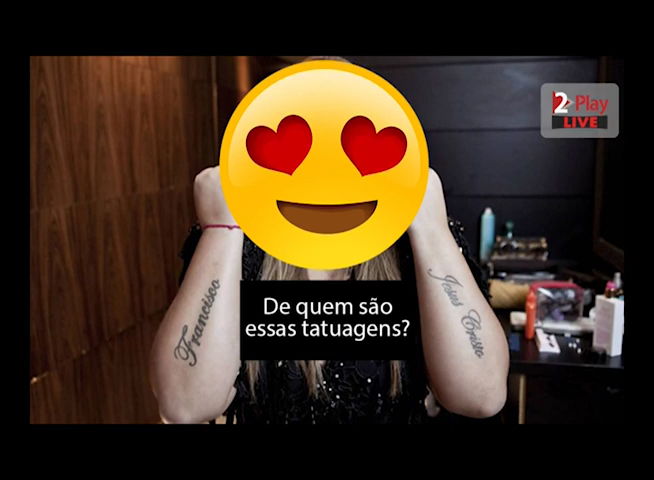 2 Play
LIVE
De quem são
essas tatuagens?
Francisco
Jesus Cristo